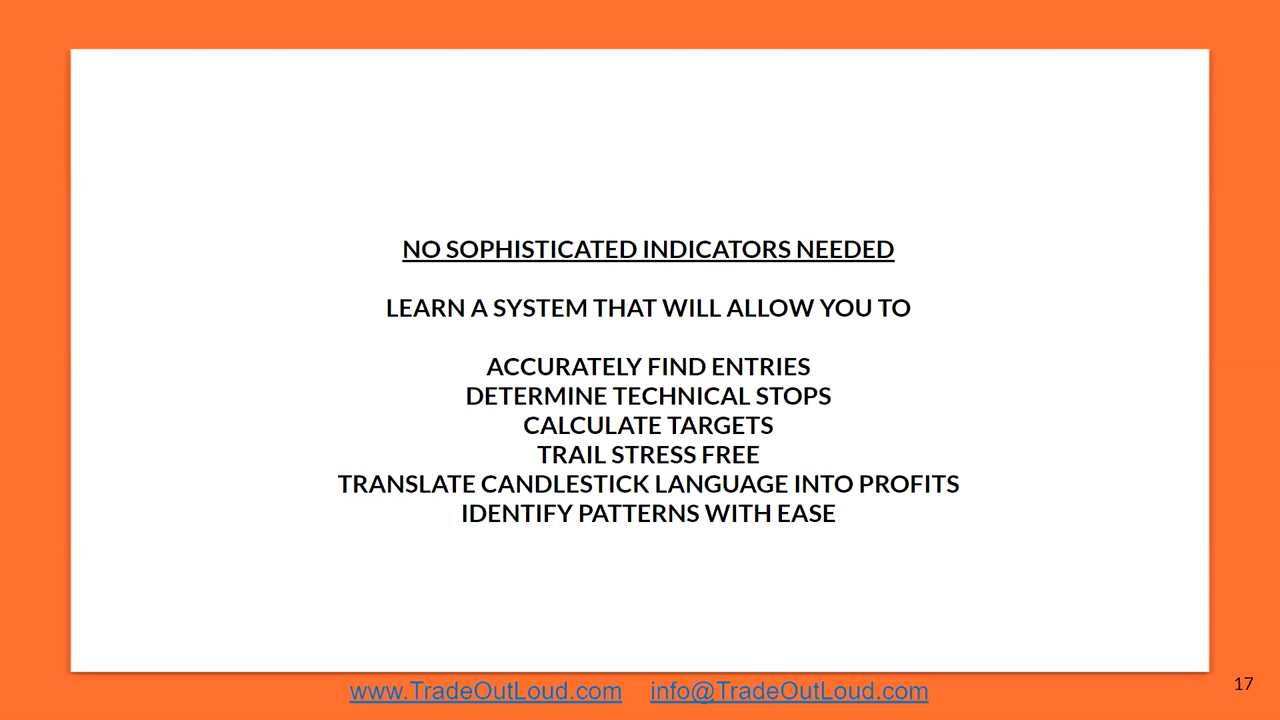 NO SOPHISTICATED INDICATORS NEEDED
LEARN A SYSTEM THAT WILL ALLOW YOU TO
ACCURATELY FIND ENTRIES
DETERMINE TECHNICAL STOPS
CALCULATE TARGETS
TRAIL STRESS FREE
TRANSLATE CANDLESTICK LANGUAGE INTO PROFITS
IDENTIFY PATTERNS WITH EASE
www.TradeOutLoud.com info@TradeOutLoud.com
17